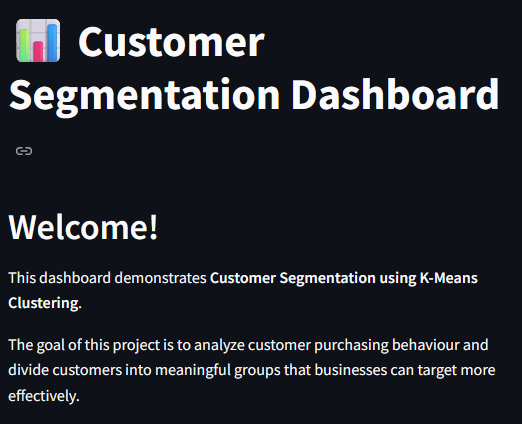 📊 Customer
Segmentation Dashboard
Welcome!
This dashboard demonstrates Customer Segmentation using K-Means
Clustering.
The goal of this project is to analyze customer purchasing behaviour and
divide customers into meaningful groups that businesses can target more
effectively.